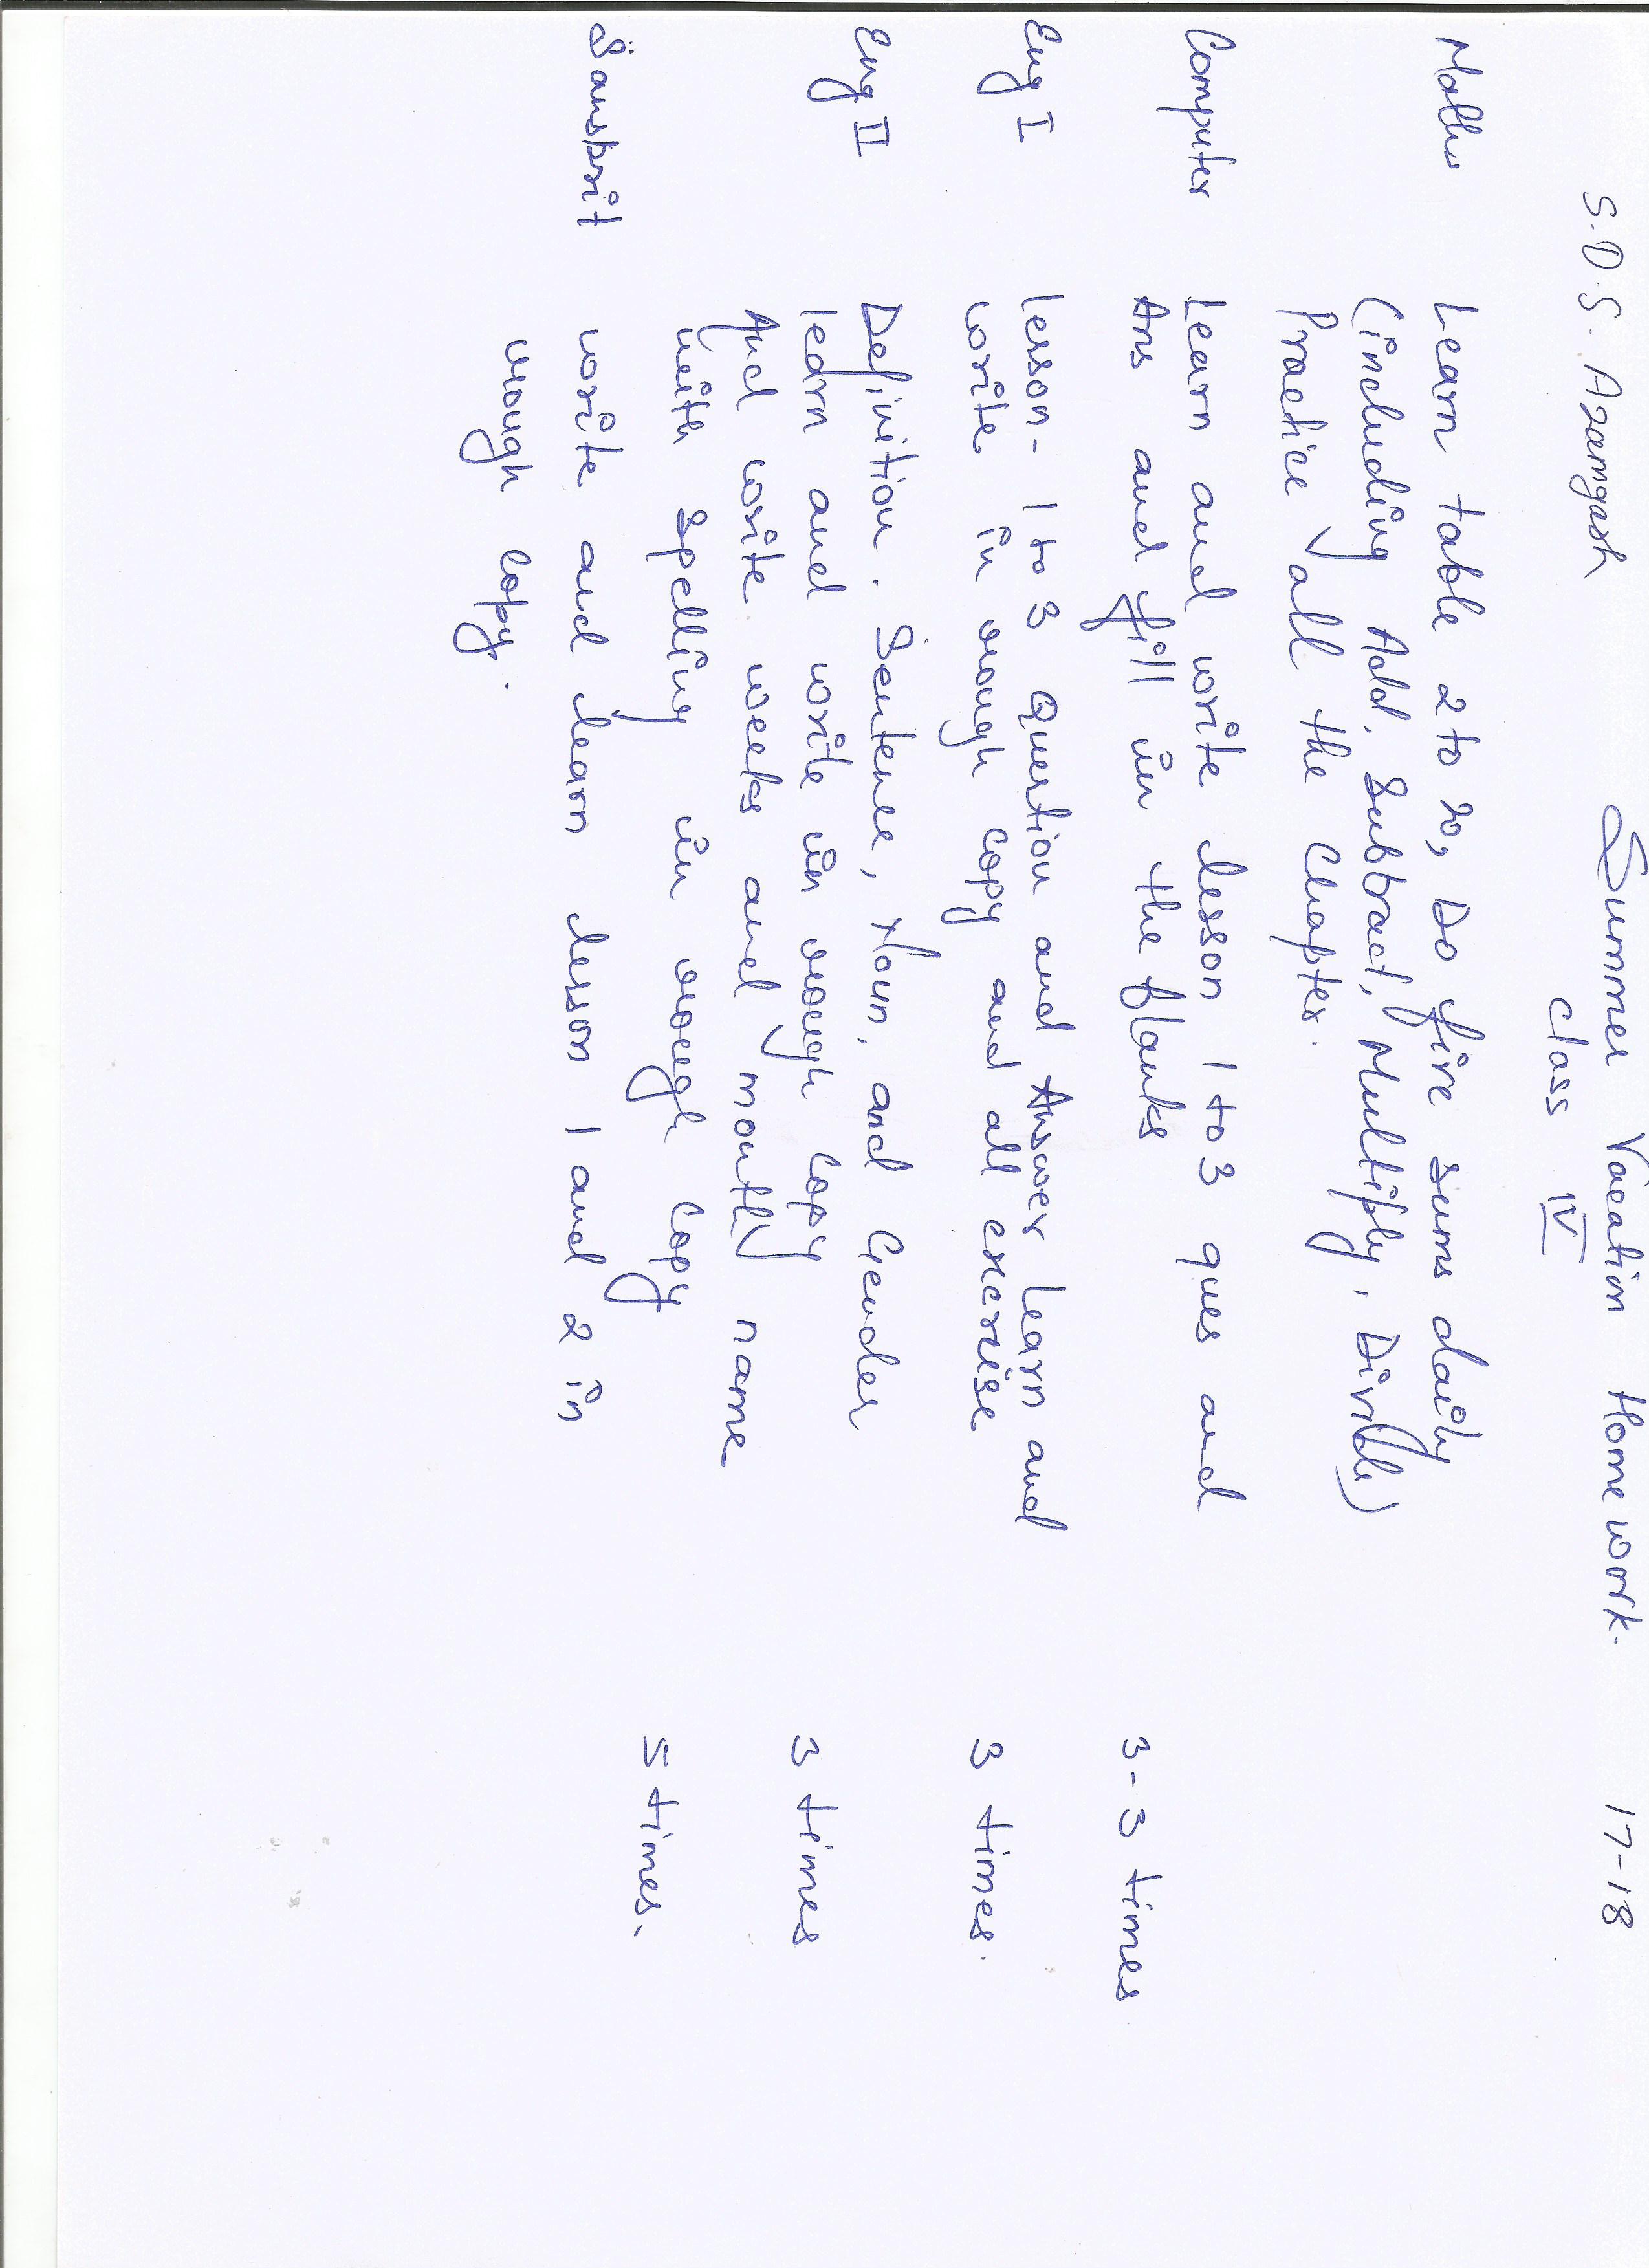 S.D.S. Azamgarh Summer Vacation Home work. 17-18
class IV
Maths Learn table 2 to 20, Do five sums daily
(including Add, Subtract, Multiply, Divide)
Practice all the Chapter.
Computer Learn and write lesson 1 to 3 ques and
Ans and fill in the blanks 3-3 times
Eng I lesson- 1 to 3 Question and Answer Learn and
write in rough copy and all exercise 3 times.
Eng II Definition. Sentence, Noun, and Gender
learn and write in rough copy 3 times
And write weeks and month name
with spelling in rough copy 5 times.
Sanskrit write and learn lesson 1 and 2 in
rough copy.